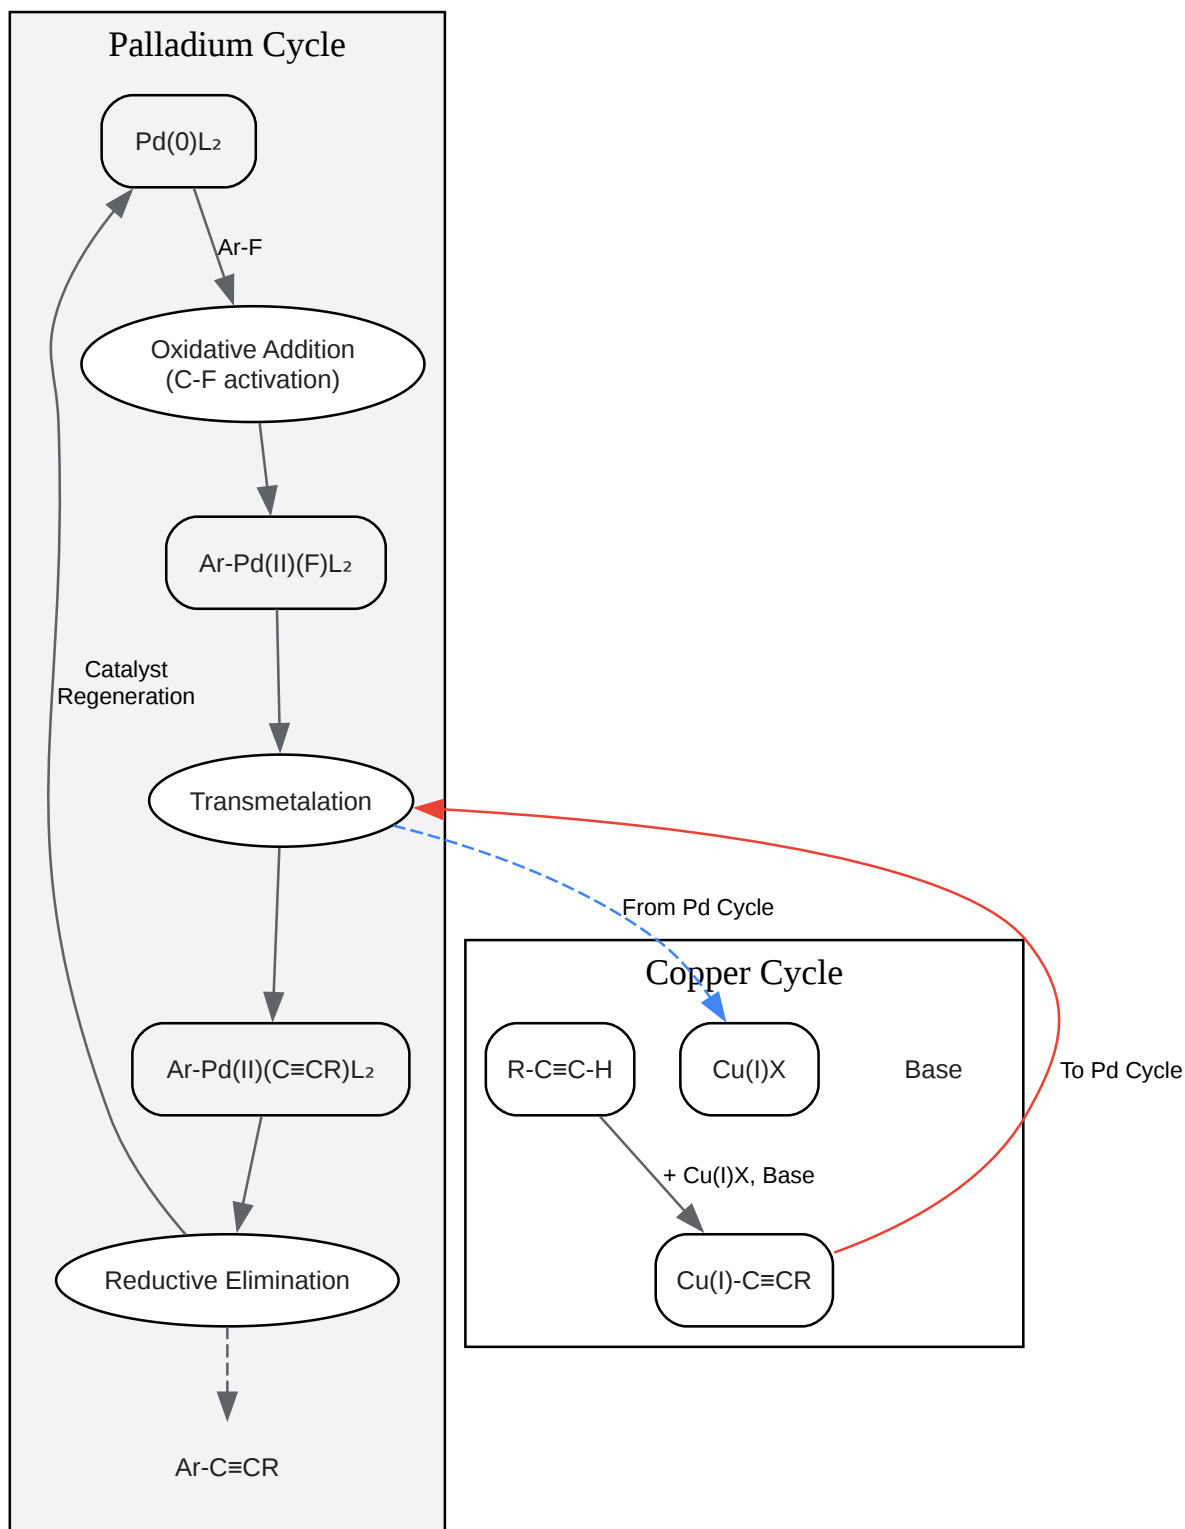 Palladium Cycle
Pd(0)L₂
Ar-F
Oxidative Addition
(C-F activation)
Ar-Pd(II)(F)L₂
Catalyst
Regeneration
Transmetalation
From Pd Cycle
Copper Cycle
Ar-Pd(II)(C≡CR)L₂
R-C≡C-H
Cu(I)X
Base
To Pd Cycle
+ Cu(I)X, Base
Reductive Elimination
Cu(I)-C≡CR
Ar-C≡CR